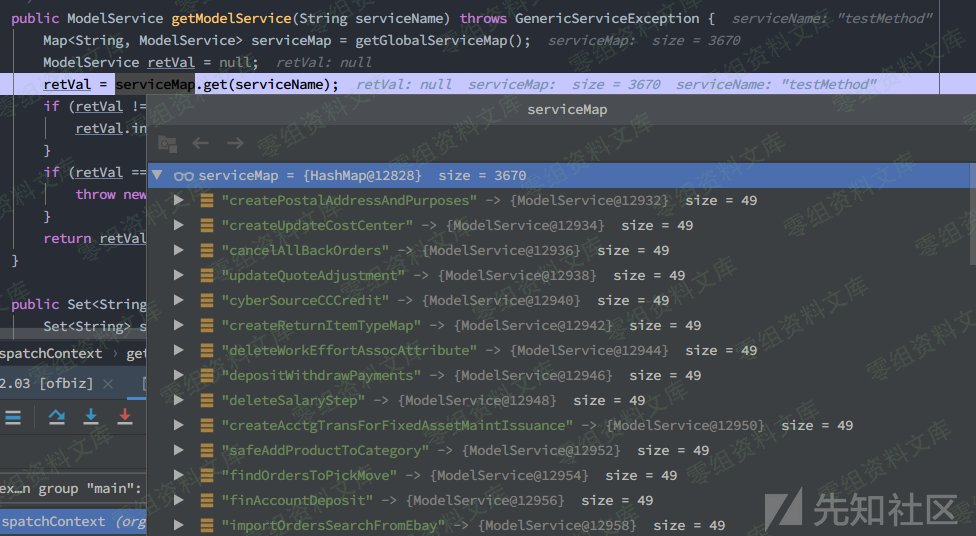 public ModelService getModelService(String serviceName) throws GenericServiceException {  serviceName: "testMethod"
Map<String, ModelService> serviceMap = getGlobalServiceMap();  serviceMap:  size = 3670
ModelService retVal = null;  retVal: null
retVal = serviceMap.get(serviceName);  retVal: null  serviceMap:  size = 3670  serviceName: "testMethod"
if (retVal !=
serviceMap
retVal.in
}
if (retVal ==
serviceMap = {HashMap@12828}  size = 3670
throw new
"createPostalAddressAndPurposes" -> {ModelService@12932}  size = 49
}
"createUpdateCostCenter" -> {ModelService@12934}  size = 49
return retVal
"cancelAllBackOrders" -> {ModelService@12936}  size = 49
}
"updateQuoteAdjustment" -> {ModelService@12938}  size = 49
"cyberSourceCCCredit" -> {ModelService@12940}  size = 49
public Set<String
"createReturnItemTypeMap" -> {ModelService@12942}  size = 49
Set<String> s
"deleteWorkEffortAssocAttribute" -> {ModelService@12944}  size = 49
spatchContext › get
"depositWithdrawPayments" -> {ModelService@12946}  size = 49
2.03 [ofbiz] ×
"deleteSalaryStep" -> {ModelService@12948}  size = 49
"createAcctgTransForFixedAssetMaintIssuance" -> {ModelService@12950}  size = 49
"safeAddProductToCategory" -> {ModelService@12952}  size = 49
"findOrdersToPickMove" -> {ModelService@12954}  size = 49
ex…n group "main":
"finAccountDeposit" -> {ModelService@12956}  size = 49
spatchContext (org
"importOrdersSearchFromEbay" -> {ModelService@12958}  size = 49
先知社区
零组资料文库